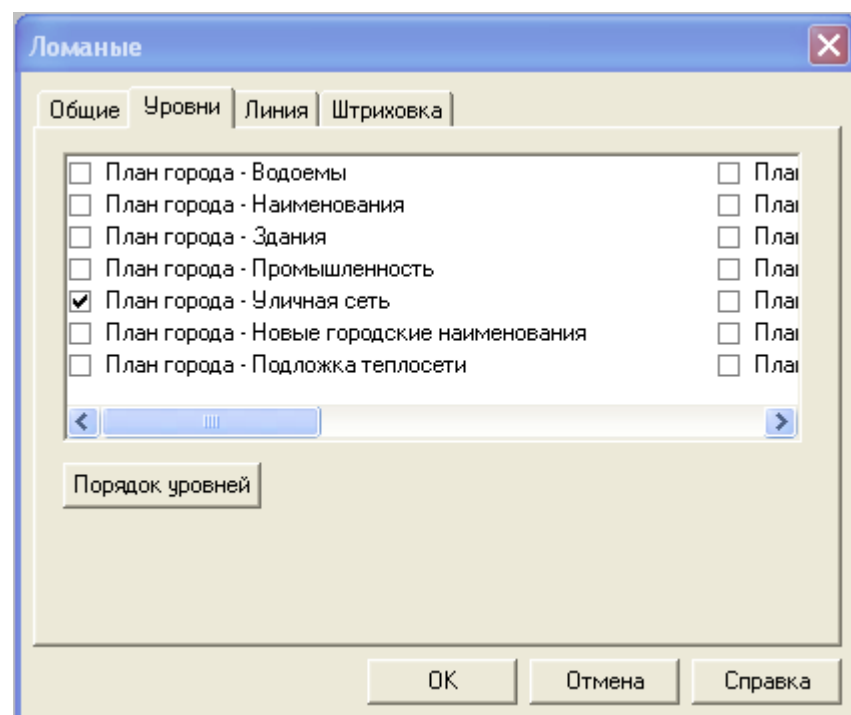 Ломаные
Общие Уровни Линия Штриховка
План города - Водоемы
План города - Наименования
План города - Здания
План города - Промышленность
План города - Уличная сеть
План города - Новые городские наименования
План города - Подложка теплосети
Порядок уровней
OK Отмена Справка